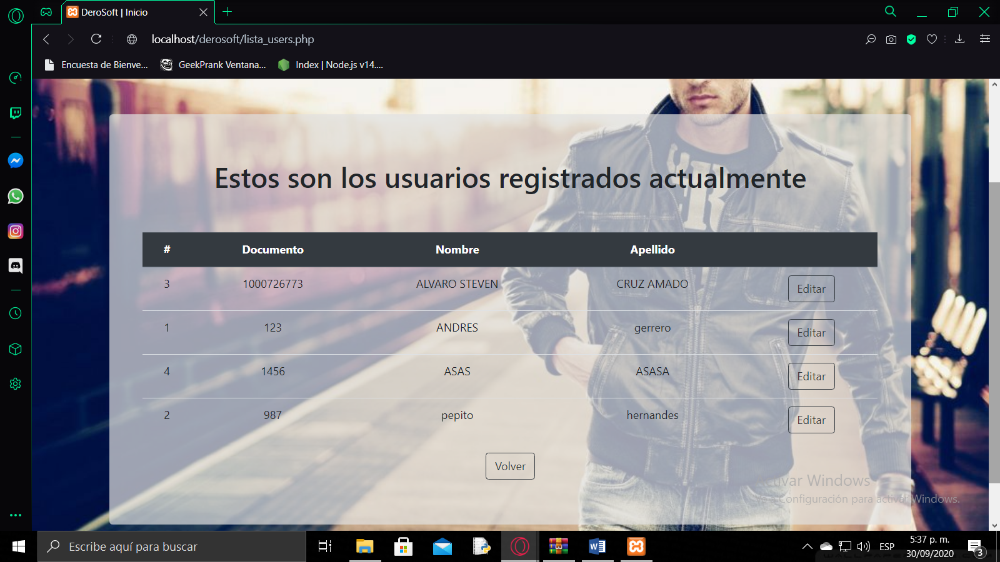 DeroSoft | Inicio
localhost/derosoft/lista_users.php
Encuesta de Bienve...
GeekPrank Ventana...
Index | Node.js v14....
Estos son los usuarios registrados actualmente
# Documento Nombre Apellido
3 1000726773 ALVARO STEVEN CRUZ AMADO Editar
1 123 ANDRES gerrero Editar
4 1456 ASAS ASASA Editar
2 987 pepito hernandes Editar
Volver
Activar Windows
Configuración para activar Windows.
Escribe aquí para buscar
ESP
5:37 p. m.
30/09/2020
3